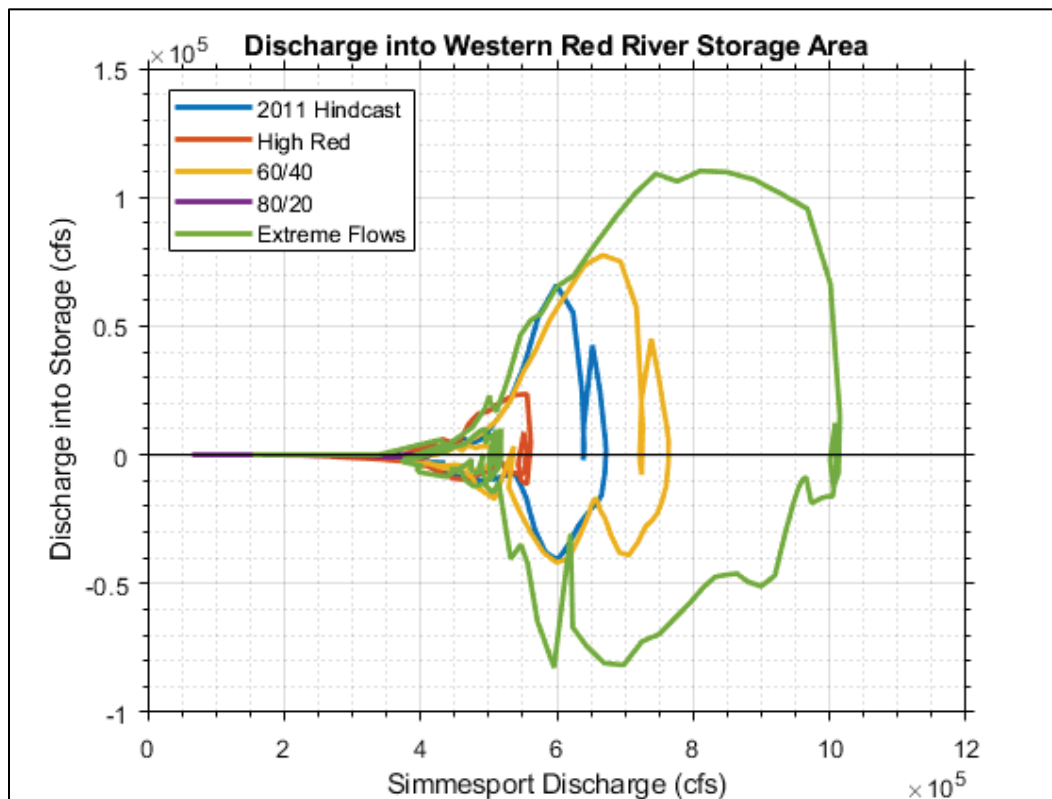 Discharge into Western Red River Storage Area
× 10^5
1.5
1
0.5
0
-0.5
-1
Discharge into Storage (cfs)
2011 Hindcast
High Red
60/40
80/20
Extreme Flows
0 2 4 6 8 10 12
Simmesport Discharge (cfs)
× 10^5